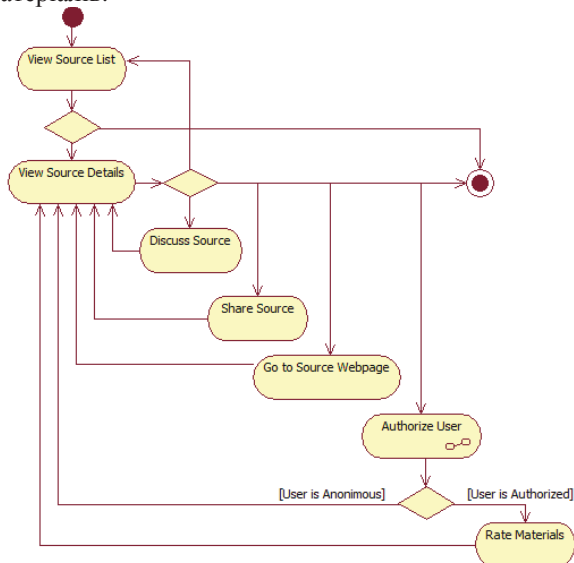 View Source List
View Source Details
Discuss Source
Share Source
Go to Source Webpage
Authorize User
[User is Anonimous]
[User is Authorized]
Rate Materials